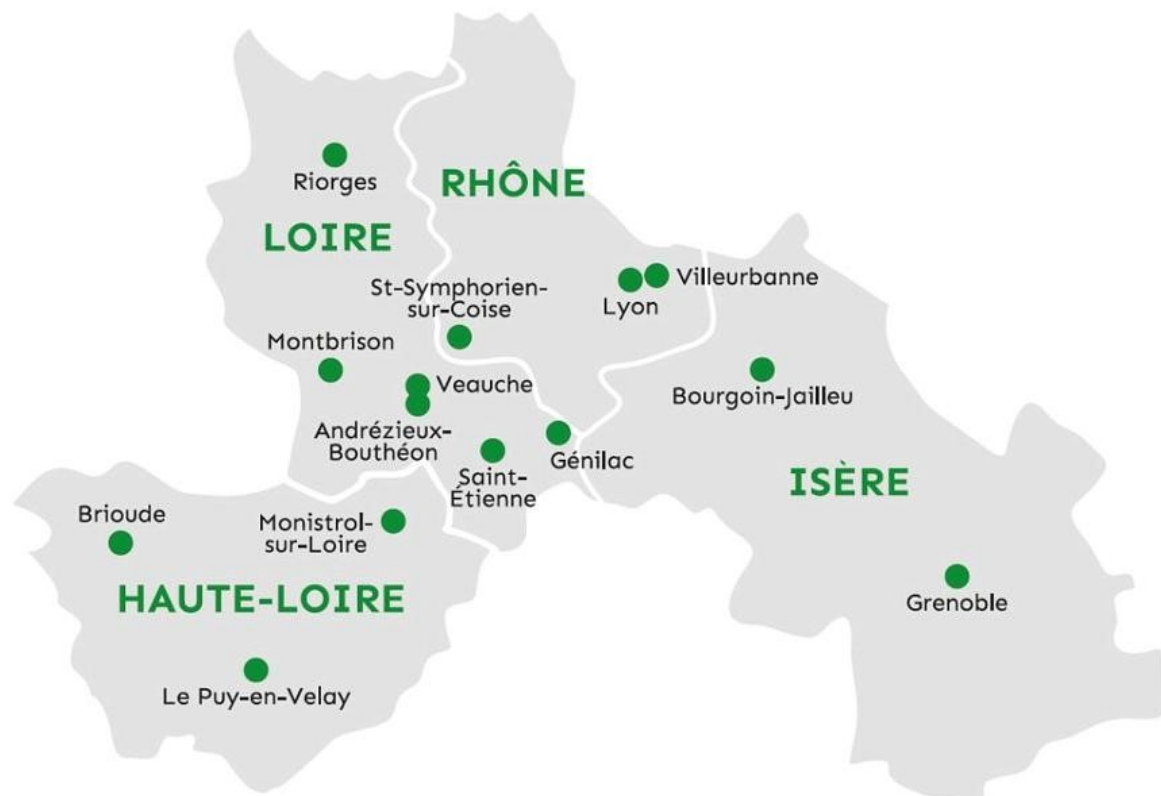 Riorges
RHÔNE
LOIRE
St-Symphorien-
sur-Coise
Villeurbanne
Lyon
Montbrison
Veauche
Bourgoin-Jailleu
Andrézieux-
Bouthéon
Génilac
Saint-
Étienne
ISÈRE
Brioude
Monistrol-
sur-Loire
HAUTE-LOIRE
Grenoble
Le Puy-en-Velay